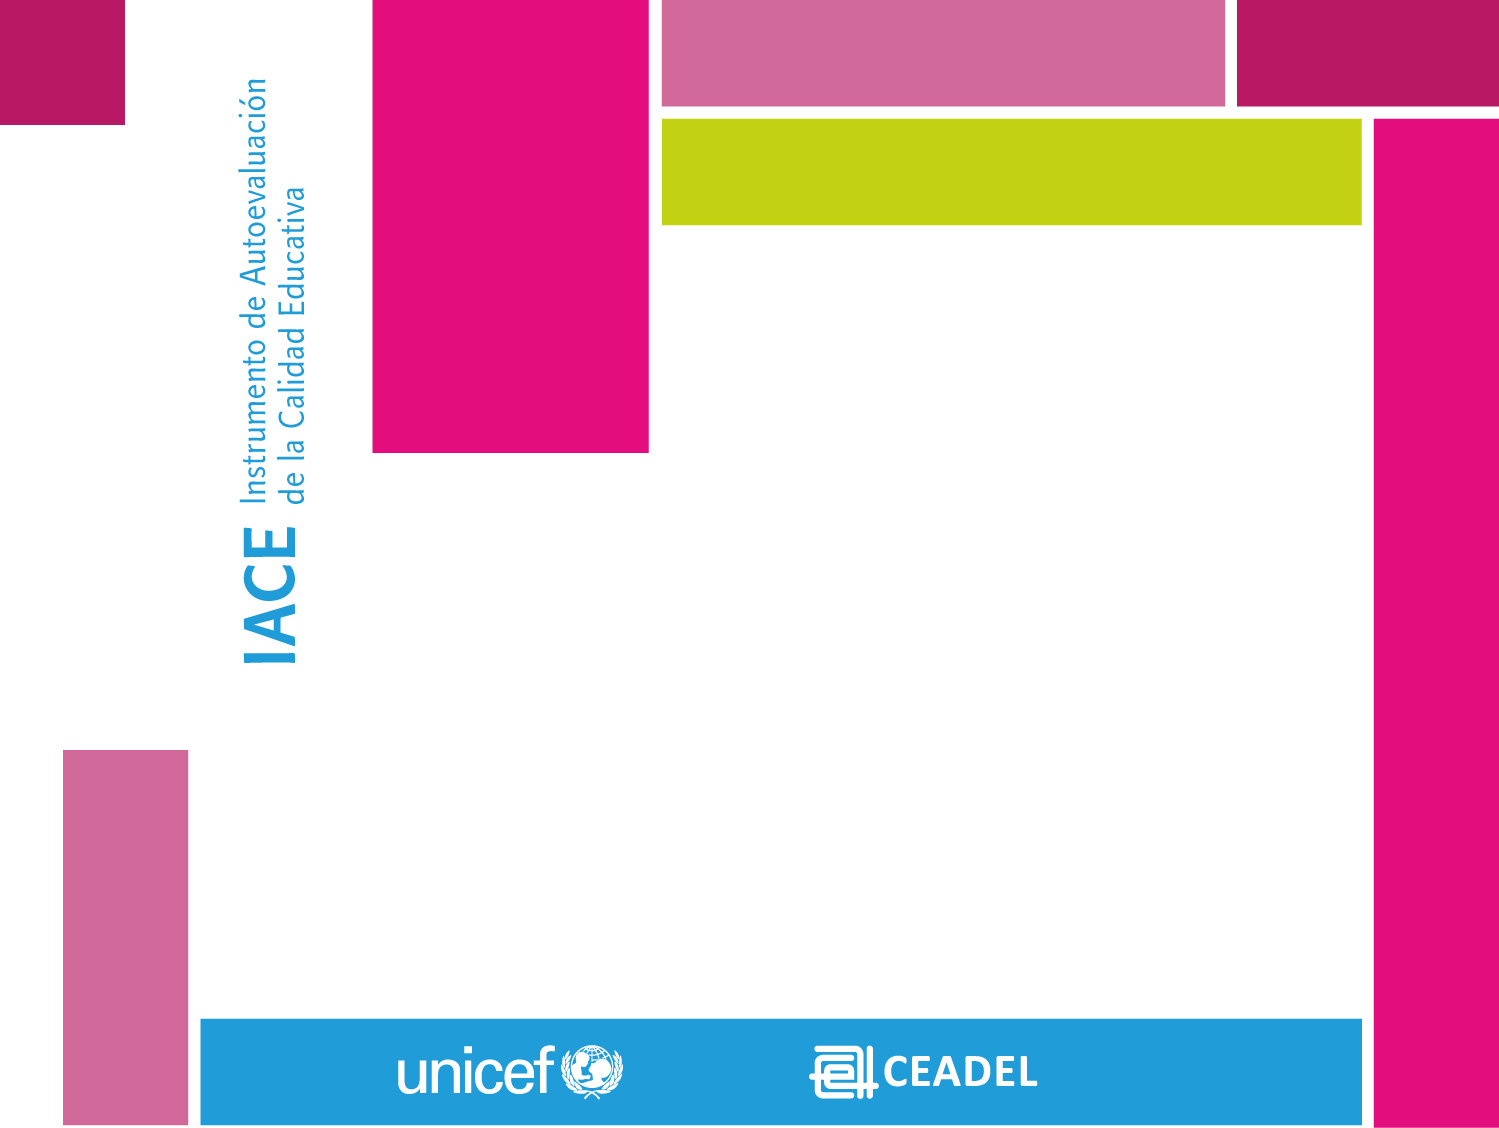 IACE
Instrumento de Autoevaluación
de la Calidad Educativa
unicef
CEADEL